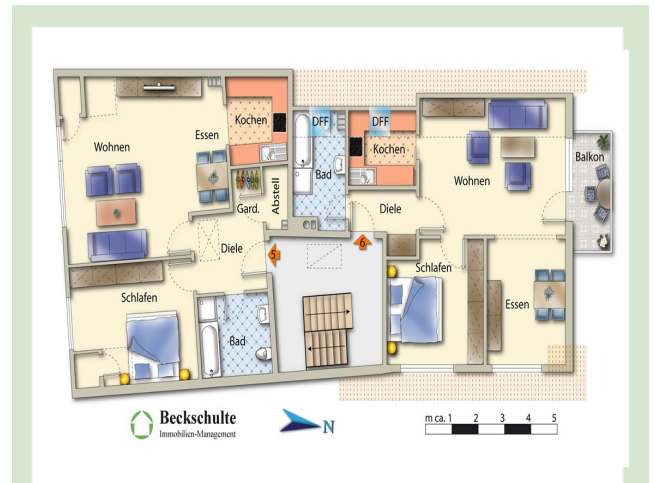 Kochen
DFF
DFF
Kochen
Essen
Wohnen
Bad
Wohnen
Balkon
Gard.
Abstell
Diele
Diele
5
6
Schlafen
Schlafen
Essen
Bad
Beckschulte
Immobilien-Management
N
m ca. 1 2 3 4 5